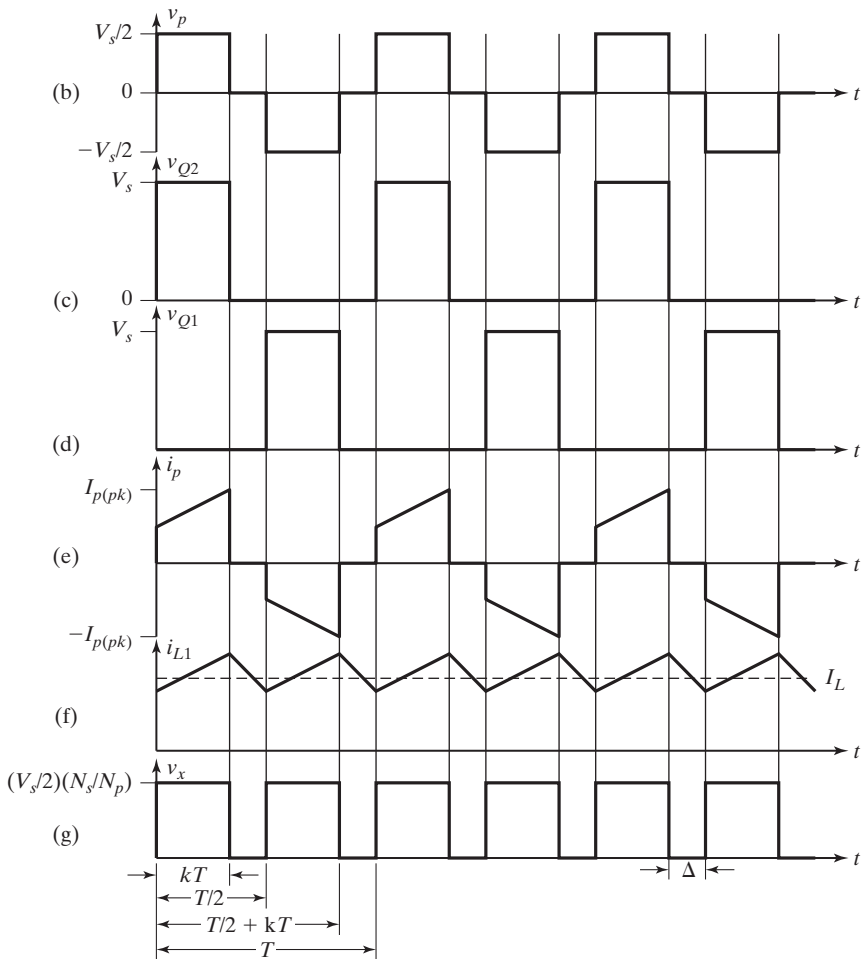 v_p
V_s/2
(b)
0
t
−V_s/2
v_Q2
V_s
(c)
0
t
v_Q1
V_s
(d)
t
i_p
I_p(pk)
(e)
t
−I_p(pk)
i_L1
I_L
(f)
t
v_x
(V_s/2)(N_s/N_p)
(g)
t
kT
Δ
T/2
T/2 + kT
T